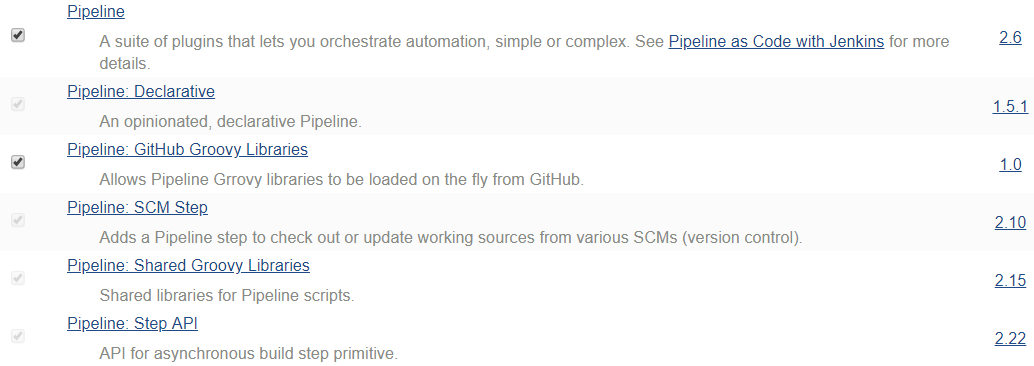 Pipeline
A suite of plugins that lets you orchestrate automation, simple or complex. See Pipeline as Code with Jenkins for more
details.
2.6
Pipeline: Declarative
An opinionated, declarative Pipeline.
1.5.1
Pipeline: GitHub Groovy Libraries
Allows Pipeline Grrovy libraries to be loaded on the fly from GitHub.
1.0
Pipeline: SCM Step
Adds a Pipeline step to check out or update working sources from various SCMs (version control).
2.10
Pipeline: Shared Groovy Libraries
Shared libraries for Pipeline scripts.
2.15
Pipeline: Step API
API for asynchronous build step primitive.
2.22